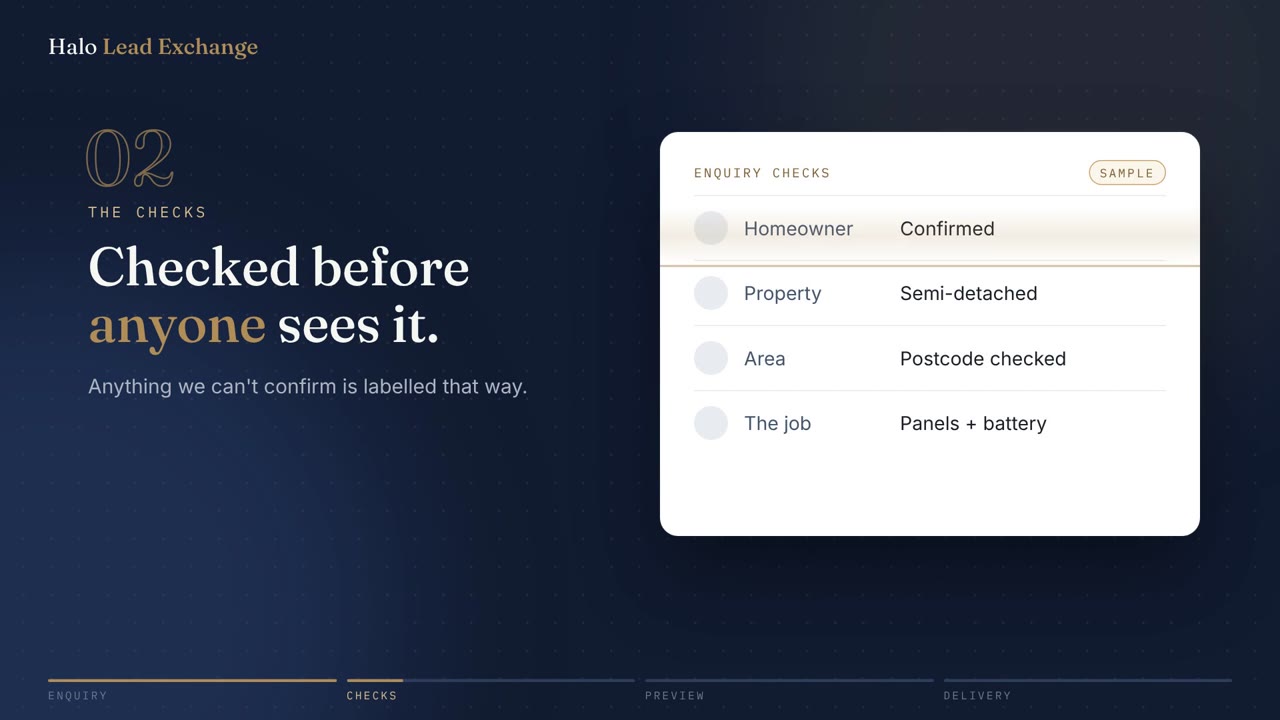 Halo Lead Exchange
02
THE CHECKS
Checked before
anyone sees it.
Anything we can't confirm is labelled that way.
ENQUIRY CHECKS SAMPLE
Homeowner Confirmed
Property Semi-detached
Area Postcode checked
The job Panels + battery
ENQUIRY CHECKS PREVIEW DELIVERY